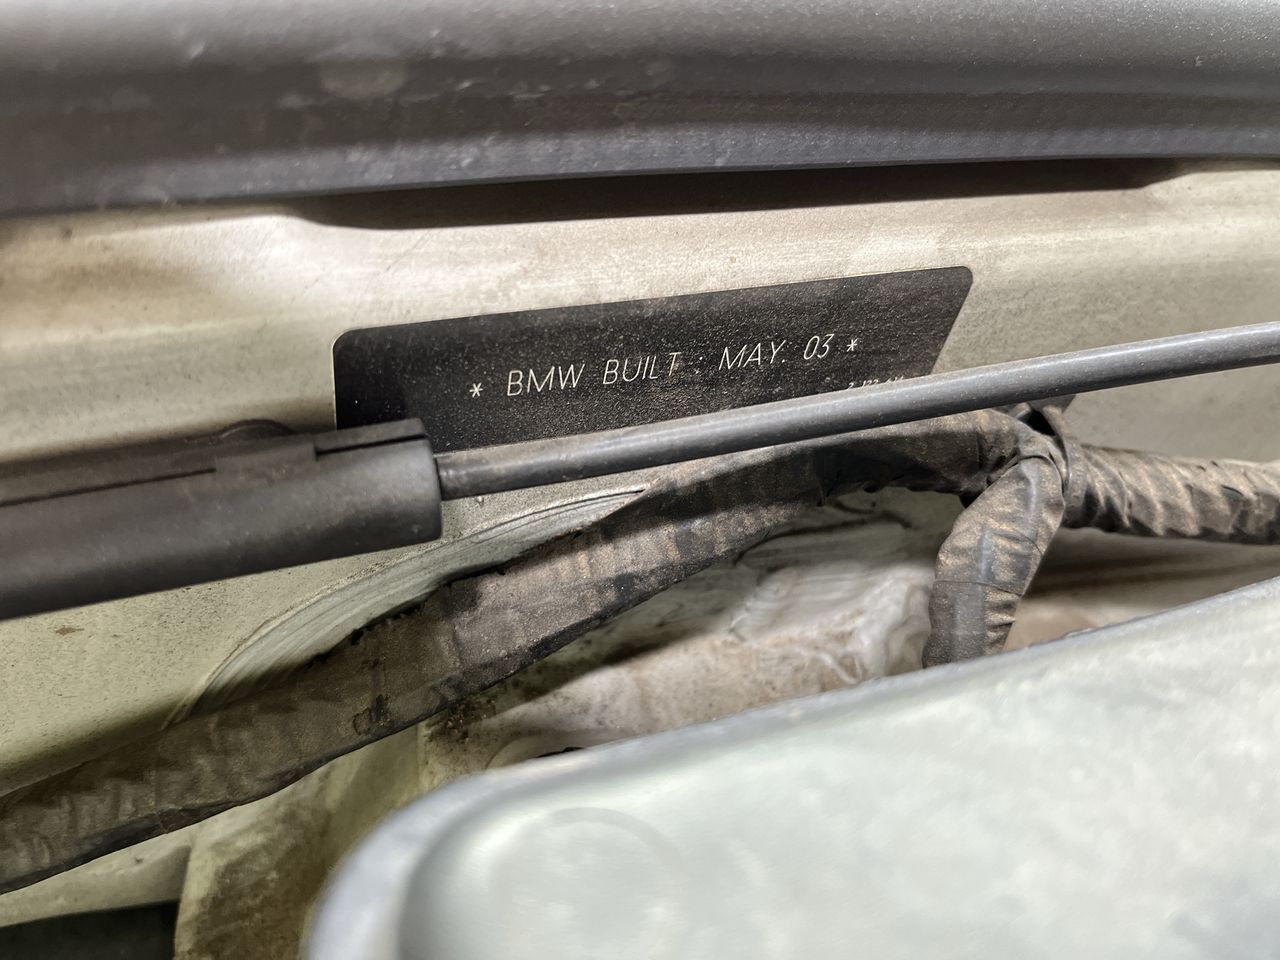 * BMW BUILT : MAY. 03 *